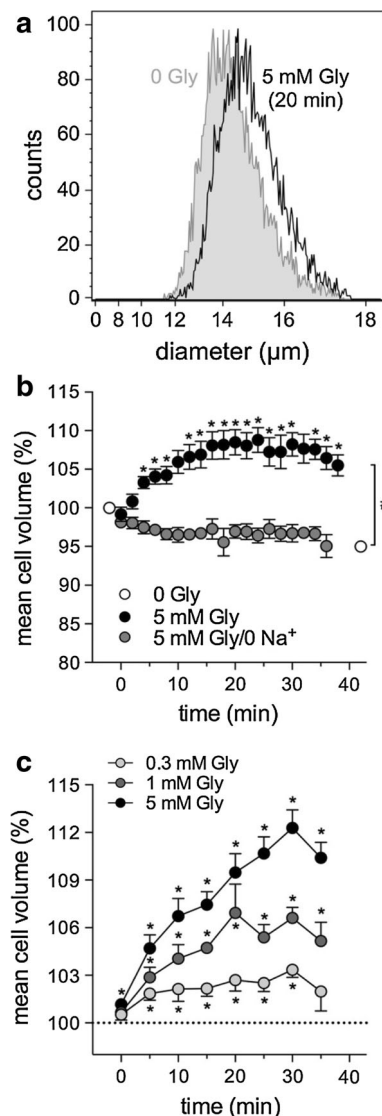 a
0 Gly
5 mM Gly
(20 min)
counts
100
80
60
40
20
0
0 8 10 12 14 16 18
diameter (µm)
b
mean cell volume (%)
115
110
105
100
95
90
85
80
* * * * * * * * * * * * * * * * * *
*
0 Gly
5 mM Gly
5 mM Gly/0 Na⁺
0 10 20 30 40
time (min)
c
0.3 mM Gly
1 mM Gly
5 mM Gly
mean cell volume (%)
115
112
109
106
103
100
0 10 20 30 40
time (min)